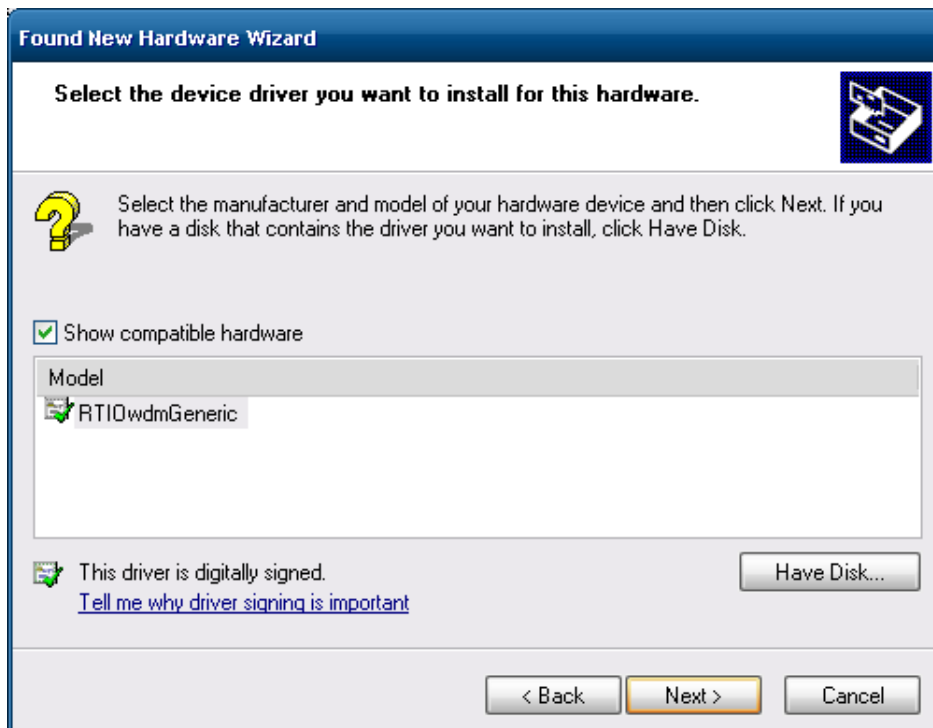 Found New Hardware Wizard
Select the device driver you want to install for this hardware.
Select the manufacturer and model of your hardware device and then click Next. If you
have a disk that contains the driver you want to install, click Have Disk.
Show compatible hardware
Model
RTIOwdmGeneric
This driver is digitally signed.
Have Disk...
Tell me why driver signing is important
< Back
Next >
Cancel